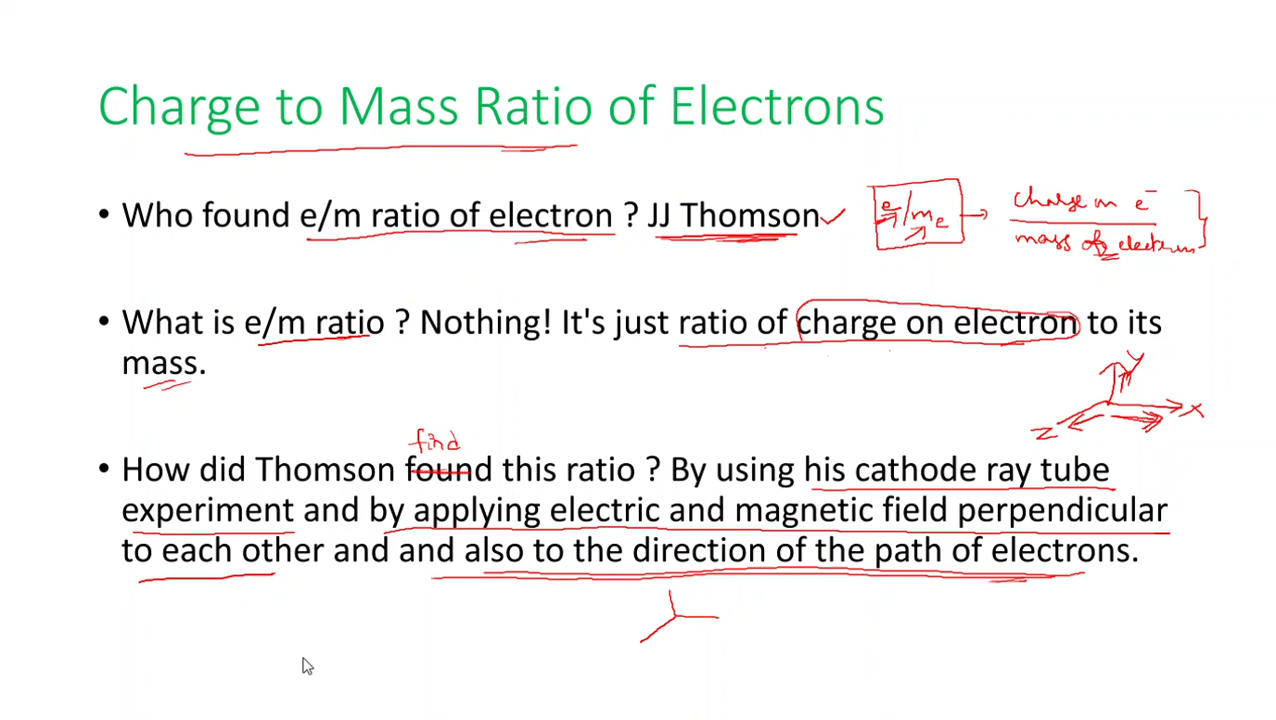 Charge to Mass Ratio of Electrons
• Who found e/m ratio of electron ? JJ Thomson
e/me → charge on e⁻
mass of electron
• What is e/m ratio ? Nothing! It's just ratio of charge on electron to its
mass.
Y
X
Z
find
• How did Thomson found this ratio ? By using his cathode ray tube
experiment and by applying electric and magnetic field perpendicular
to each other and and also to the direction of the path of electrons.